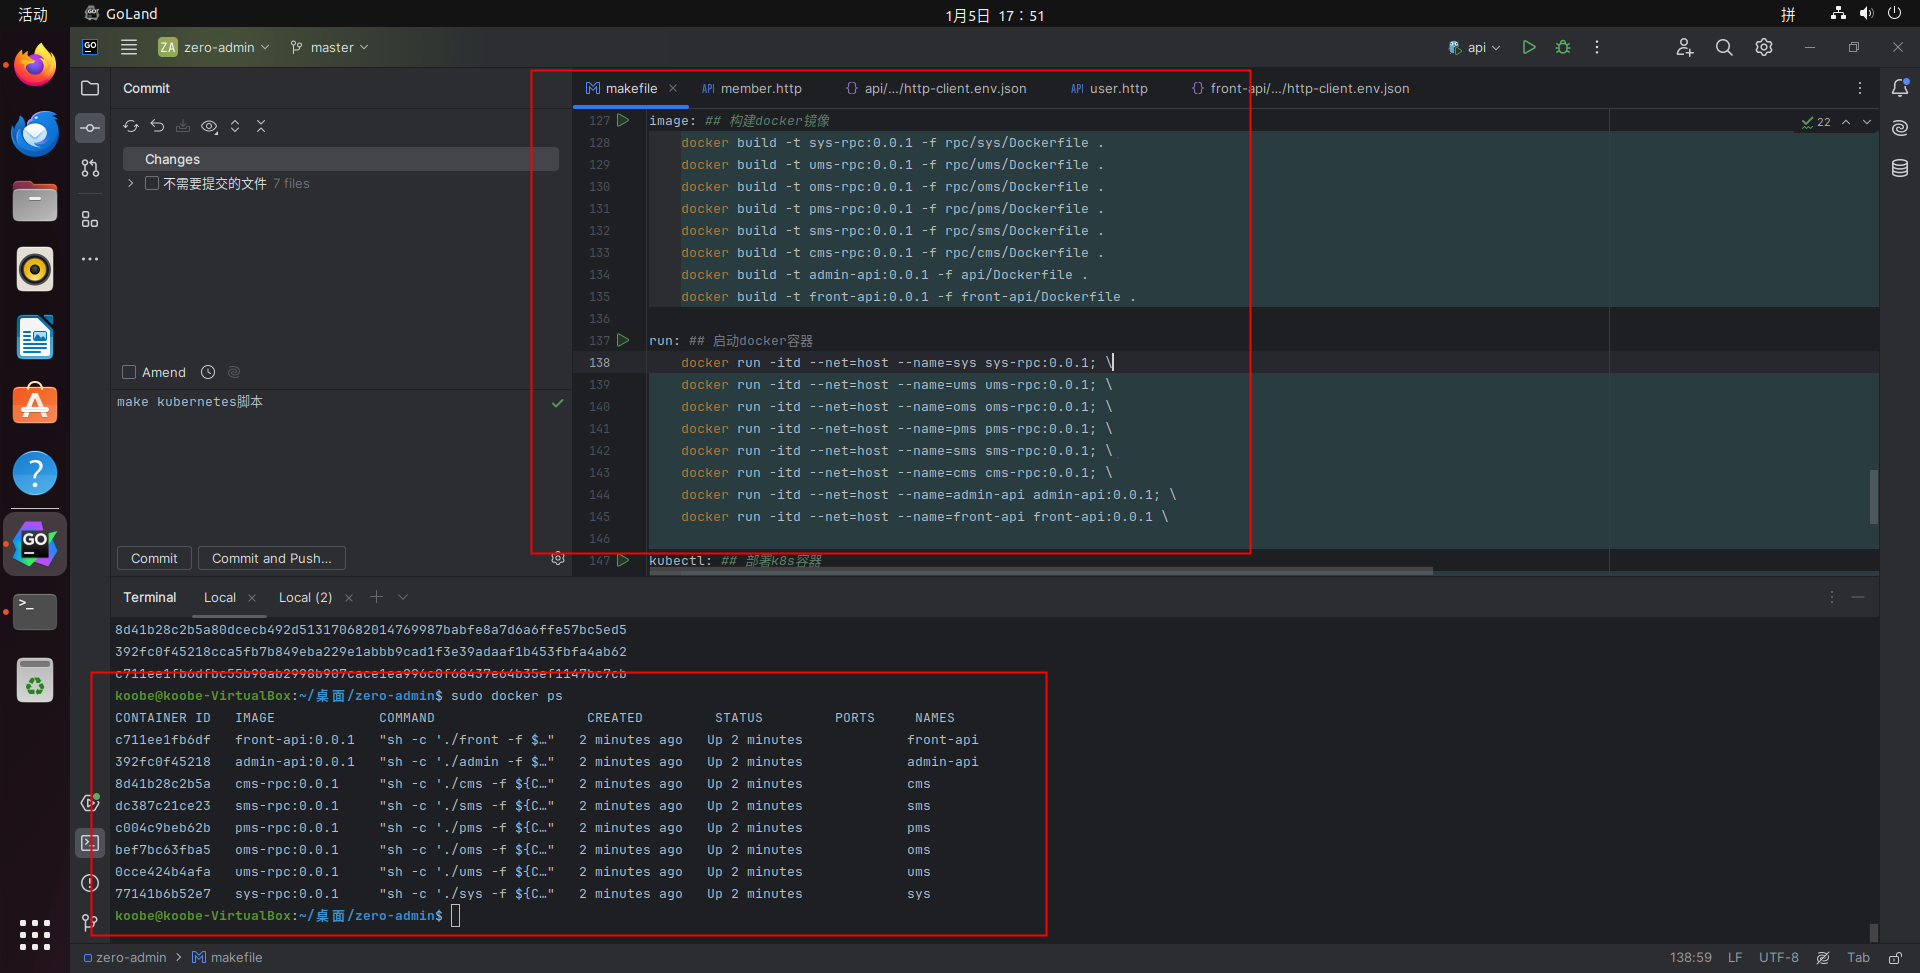 活动
GoLand
1月5日 17：51
拼
GO
ZA zero-admin
master
api
Commit
makefile
API member.http
{} api/.../http-client.env.json
API user.http
{} front-api/.../http-client.env.json
Changes
不需要提交的文件 7 files
Amend
make kubernetes脚本
Commit
Commit and Push...
22
127 image: ## 构建docker镜像
128 docker build -t sys-rpc:0.0.1 -f rpc/sys/Dockerfile .
129 docker build -t ums-rpc:0.0.1 -f rpc/ums/Dockerfile .
130 docker build -t oms-rpc:0.0.1 -f rpc/oms/Dockerfile .
131 docker build -t pms-rpc:0.0.1 -f rpc/pms/Dockerfile .
132 docker build -t sms-rpc:0.0.1 -f rpc/sms/Dockerfile .
133 docker build -t cms-rpc:0.0.1 -f rpc/cms/Dockerfile .
134 docker build -t admin-api:0.0.1 -f api/Dockerfile .
135 docker build -t front-api:0.0.1 -f front-api/Dockerfile .
136
137 run: ## 启动docker容器
138 docker run -itd --net=host --name=sys sys-rpc:0.0.1; \
139 docker run -itd --net=host --name=ums ums-rpc:0.0.1; \
140 docker run -itd --net=host --name=oms oms-rpc:0.0.1; \
141 docker run -itd --net=host --name=pms pms-rpc:0.0.1; \
142 docker run -itd --net=host --name=sms sms-rpc:0.0.1; \
143 docker run -itd --net=host --name=cms cms-rpc:0.0.1; \
144 docker run -itd --net=host --name=admin-api admin-api:0.0.1; \
145 docker run -itd --net=host --name=front-api front-api:0.0.1 \
146
147 kubectl: ## 部署k8s容器
Terminal
Local
Local (2)
8d41b28c2b5a80dcecb492d513170682014769987babfe8a7d6a6ffe57bc5ed5
392fc0f45218cca5fb7b849eba229e1abbb9cad1f3e39adaaf1b453fbfa4ab62
koobe@koobe-VirtualBox:~/桌面/zero-admin$ sudo docker ps
CONTAINER ID IMAGE COMMAND CREATED STATUS PORTS NAMES
c711ee1fb6df front-api:0.0.1 "sh -c './front -f $…" 2 minutes ago Up 2 minutes front-api
392fc0f45218 admin-api:0.0.1 "sh -c './admin -f $…" 2 minutes ago Up 2 minutes admin-api
8d41b28c2b5a cms-rpc:0.0.1 "sh -c './cms -f ${C…" 2 minutes ago Up 2 minutes cms
dc387c21ce23 sms-rpc:0.0.1 "sh -c './sms -f ${C…" 2 minutes ago Up 2 minutes sms
c004c9beb62b pms-rpc:0.0.1 "sh -c './pms -f ${C…" 2 minutes ago Up 2 minutes pms
bef7bc63fba5 oms-rpc:0.0.1 "sh -c './oms -f ${C…" 2 minutes ago Up 2 minutes oms
0cce424b4afa ums-rpc:0.0.1 "sh -c './ums -f ${C…" 2 minutes ago Up 2 minutes ums
77141b6b52e7 sys-rpc:0.0.1 "sh -c './sys -f ${C…" 2 minutes ago Up 2 minutes sys
koobe@koobe-VirtualBox:~/桌面/zero-admin$
zero-admin > makefile
138:59
LF
UTF-8
Tab